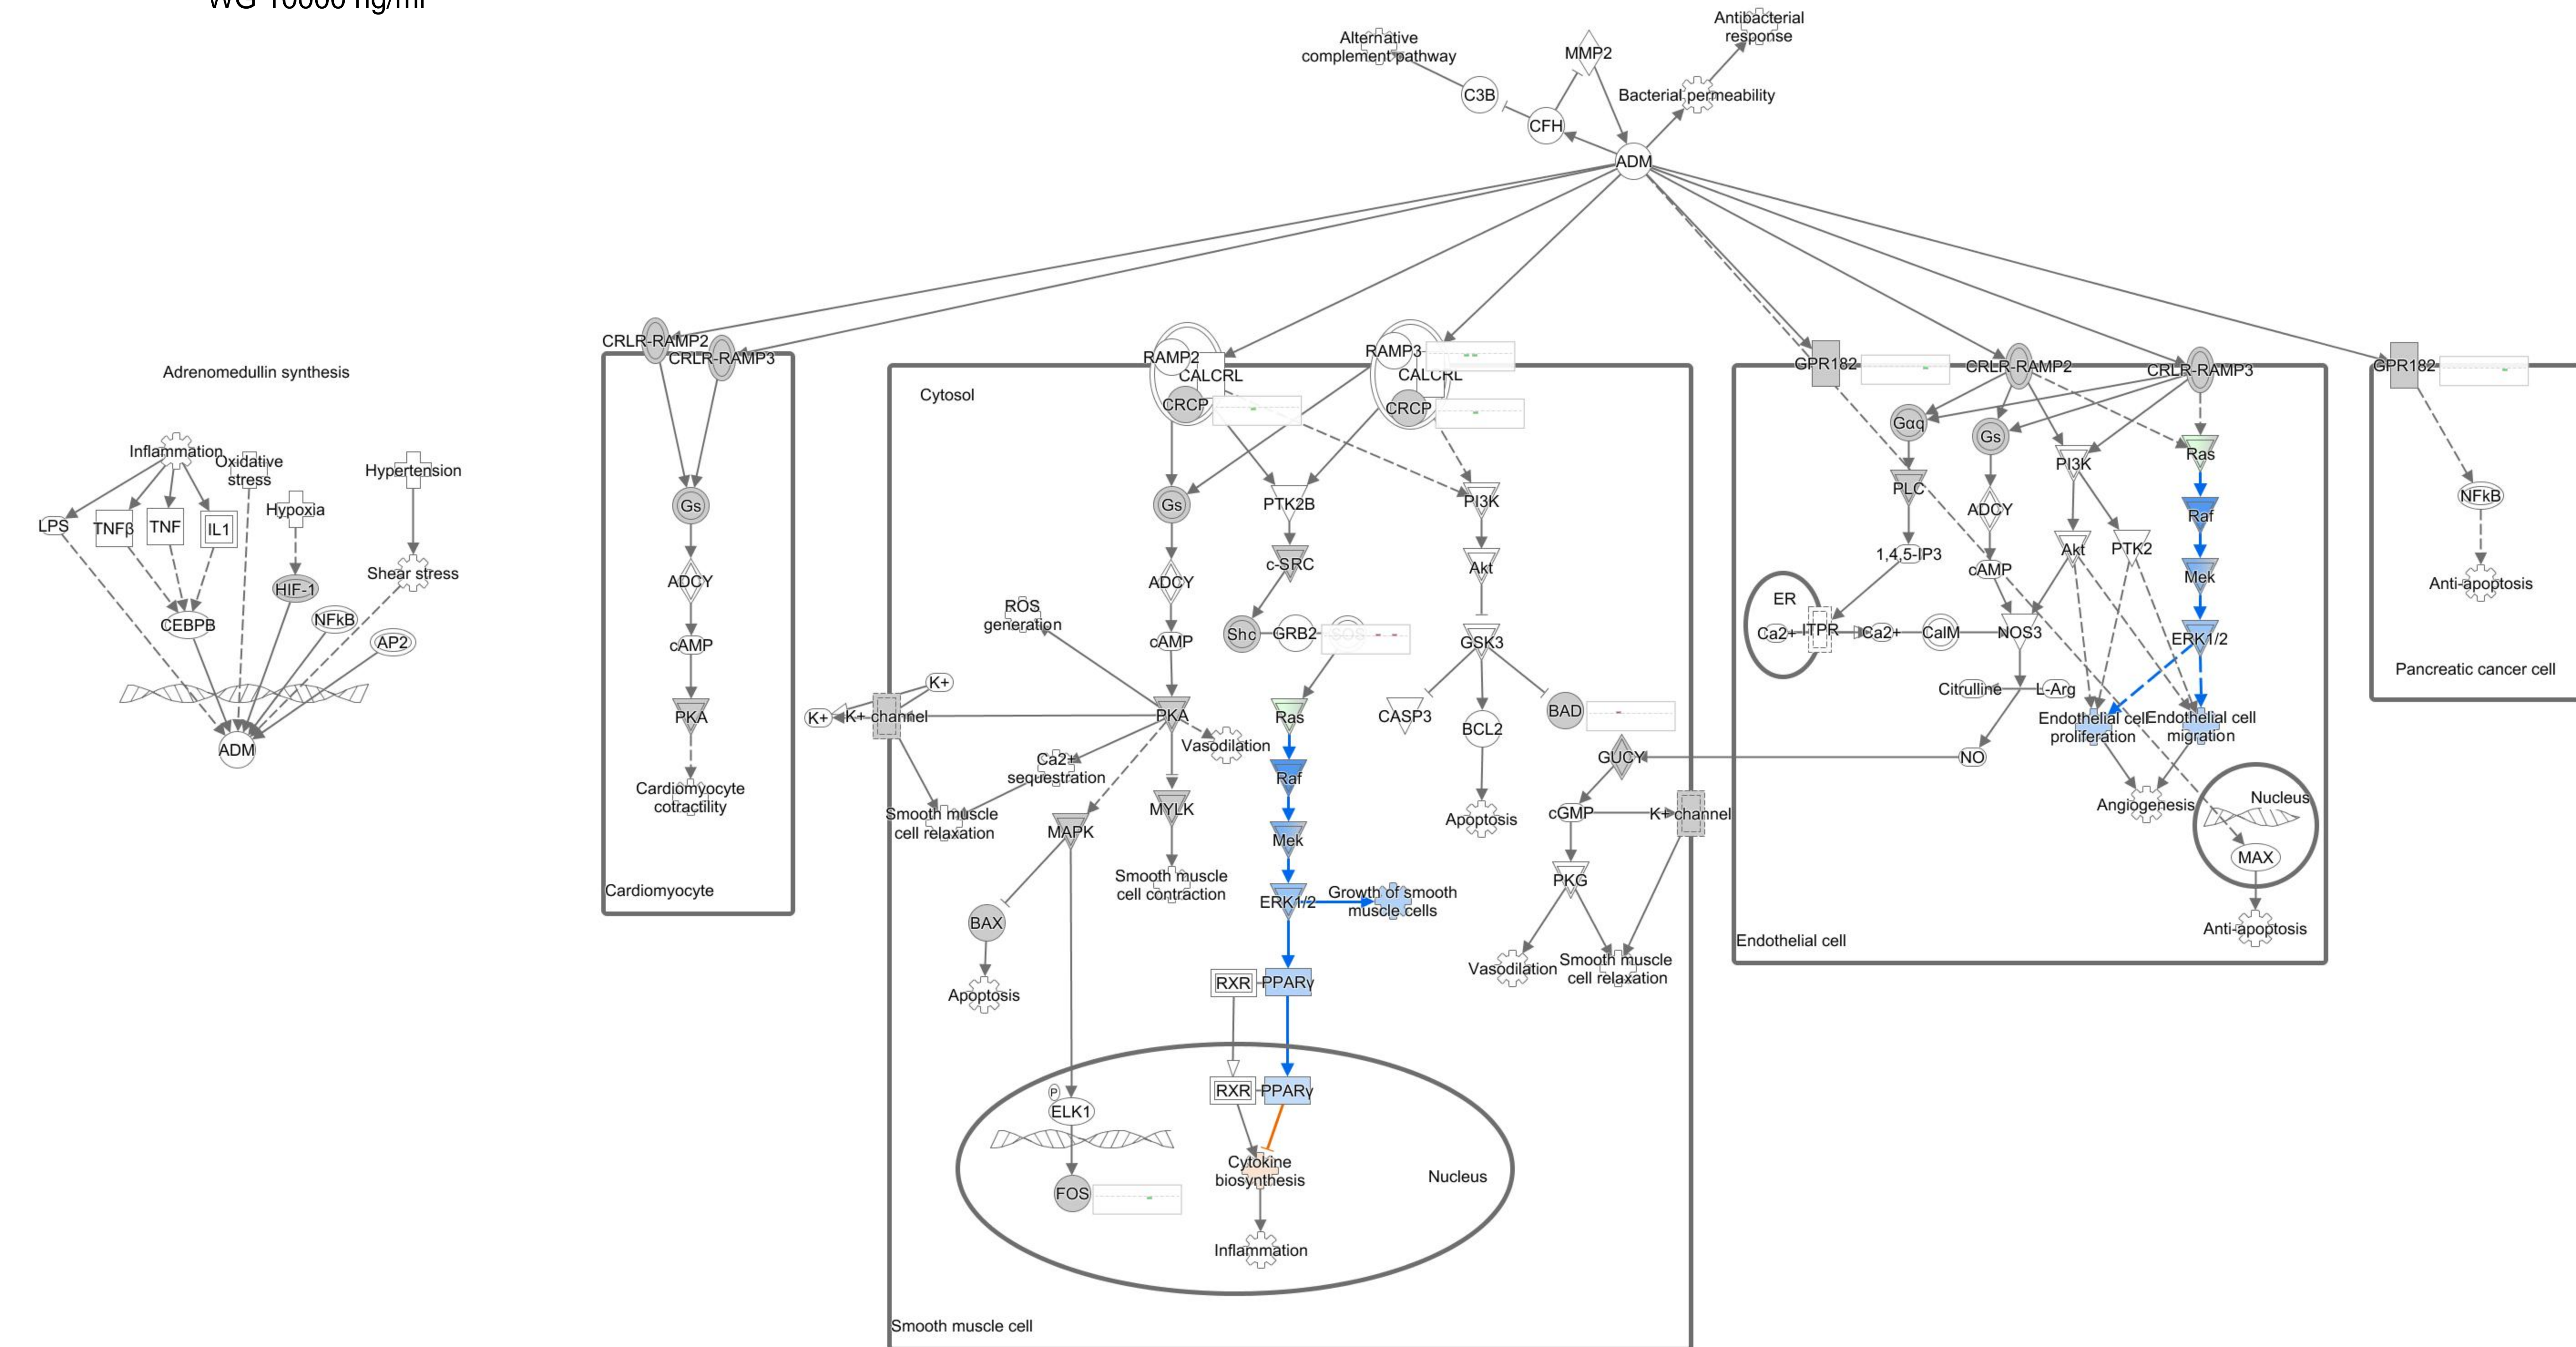 WG 10000 ng/ml
Alternative
complement pathway
MMP2
Antibacterial
response
C3B
Bacterial permeability
CFH
ADM
Adrenomedullin synthesis
Inflammation
Oxidative
stress
Hypertension
Hypoxia
LPS
TNFβ
TNF
IL1
Shear stress
HIF-1
CEBPB
NFkB
AP2
ADM
CRLR-RAMP2
CRLR-RAMP3
Gs
ADCY
cAMP
PKA
Cardiomyocyte
cotractility
Cardiomyocyte
Cytosol
RAMP2
CALCRL
CRCP
RAMP3
CALCRL
CRCP
Gs
PTK2B
PI3K
ADCY
c-SRC
Akt
ROS
generation
cAMP
Shc
GRB2
SOS
GSK3
K+
K+
K+ channel
PKA
Vasodilation
Ras
CASP3
BCL2
BAD
Ca2+
sequestration
Raf
GUCY
Smooth muscle
cell relaxation
MAPK
MYLK
Mek
Apoptosis
cGMP
K+ channel
Smooth muscle
cell contraction
ERK1/2
Growth of smooth
muscle cells
PKG
BAX
Apoptosis
RXR
PPARγ
Vasodilation
Smooth muscle
cell relaxation
P
ELK1
RXR
PPARγ
FOS
Cytokine
biosynthesis
Nucleus
Inflammation
Smooth muscle cell
GPR182
CRLR-RAMP2
CRLR-RAMP3
Gαq
Gs
PI3K
Ras
PLC
ADCY
Raf
1,4,5-IP3
cAMP
Akt
PTK2
Mek
ER
Ca2+
ITPR
Ca2+
CalM
NOS3
ERK1/2
Citrulline
L-Arg
Endothelial cell
proliferation
Endothelial cell
migration
NO
Angiogenesis
Nucleus
MAX
Anti-apoptosis
Endothelial cell
GPR182
NFkB
Anti-apoptosis
Pancreatic cancer cell